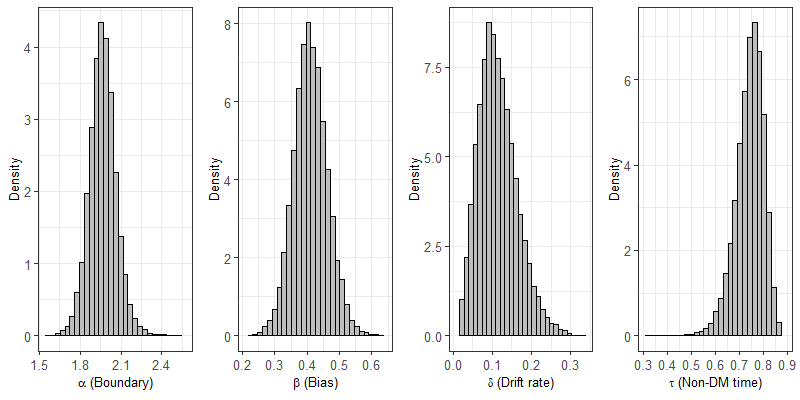 Density
4
3
2
1
0
1.5 1.8 2.1 2.4
α (Boundary)
Density
8
6
4
2
0
0.2 0.3 0.4 0.5 0.6
β (Bias)
Density
7.5
5.0
2.5
0.0
0.0 0.1 0.2 0.3
δ (Drift rate)
Density
6
4
2
0
0.3 0.4 0.5 0.6 0.7 0.8 0.9
τ (Non-DM time)